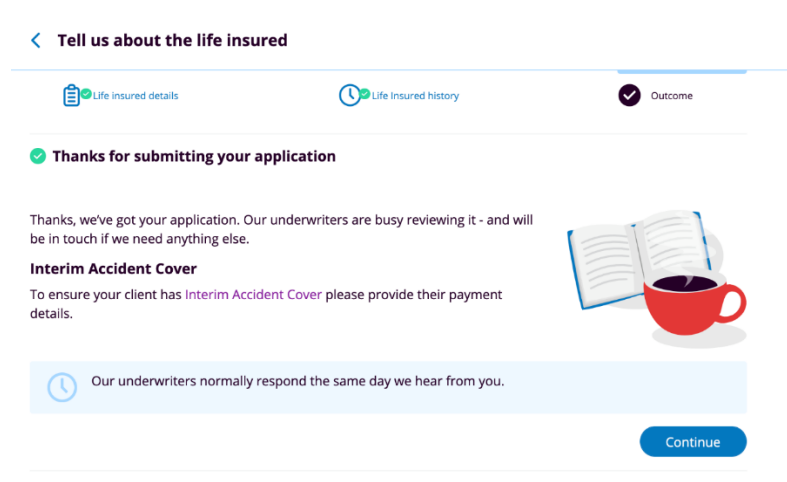 Tell us about the life insured
Life insured details
Life Insured history
Outcome
Thanks for submitting your application
Thanks, we've got your application. Our underwriters are busy reviewing it - and will
be in touch if we need anything else.
Interim Accident Cover
To ensure your client has Interim Accident Cover please provide their payment
details.
Our underwriters normally respond the same day we hear from you.
Continue